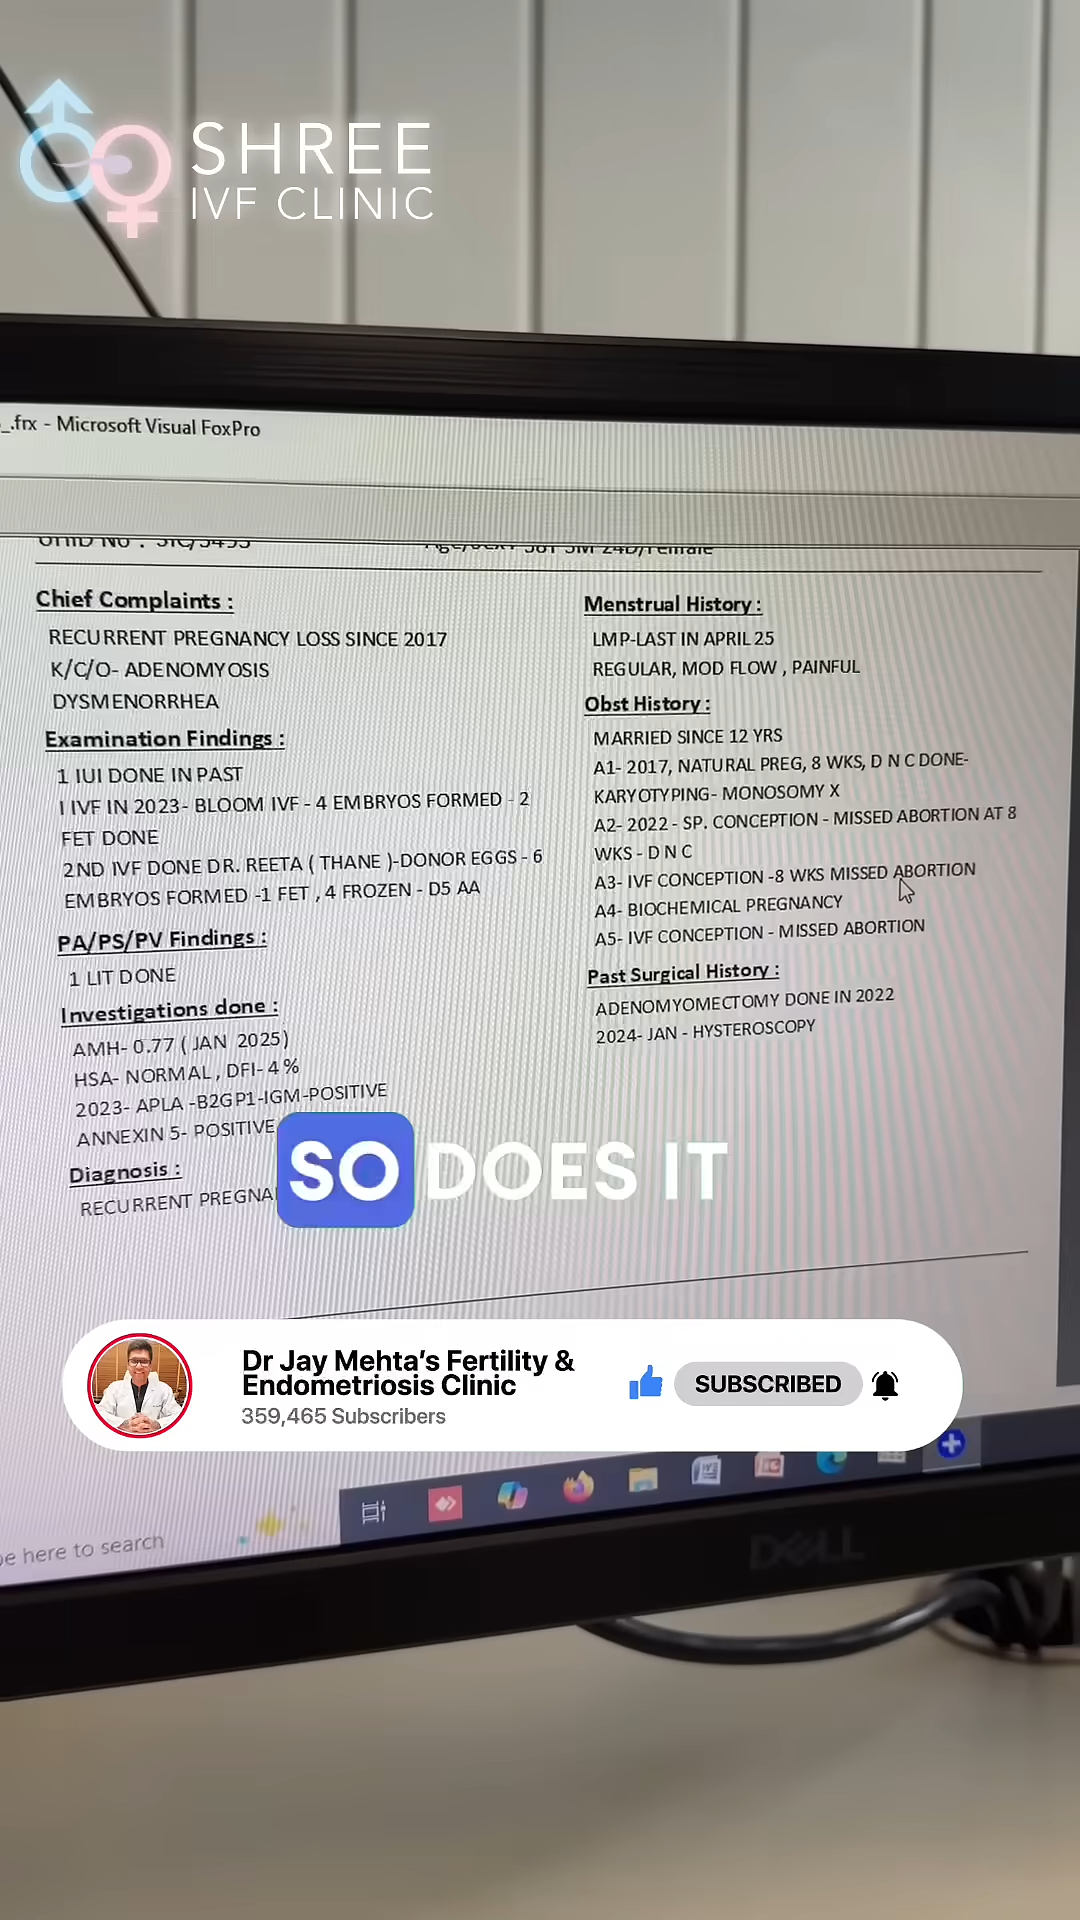 SHREE
IVF CLINIC
_.frx - Microsoft Visual FoxPro
Chief Complaints :
RECURRENT PREGNANCY LOSS SINCE 2017
K/C/O- ADENOMYOSIS
DYSMENORRHEA
Examination Findings :
1 IUI DONE IN PAST
I IVF IN 2023- BLOOM IVF - 4 EMBRYOS FORMED - 2
FET DONE
2ND IVF DONE DR. REETA ( THANE )-DONOR EGGS - 6
EMBRYOS FORMED -1 FET , 4 FROZEN - D5 AA
PA/PS/PV Findings :
1 LIT DONE
Investigations done :
AMH- 0.77 ( JAN 2025)
HSA- NORMAL , DFI- 4 %
2023- APLA -B2GP1-IGM-POSITIVE
ANNEXIN 5- POSITIVE
Diagnosis :
RECURRENT
Menstrual History :
LMP-LAST IN APRIL 25
REGULAR, MOD FLOW , PAINFUL
Obst History :
MARRIED SINCE 12 YRS
A1- 2017, NATURAL PREG, 8 WKS, D N C DONE-
KARYOTYPING- MONOSOMY X
A2- 2022 - SP. CONCEPTION - MISSED ABORTION AT 8
WKS - D N C
A3- IVF CONCEPTION -8 WKS MISSED ABORTION
A4- BIOCHEMICAL PREGNANCY
A5- IVF CONCEPTION - MISSED ABORTION
Past Surgical History :
ADENOMYOMECTOMY DONE IN 2022
2024- JAN - HYSTEROSCOPY
SO DOES IT
Dr Jay Mehta's Fertility &
Endometriosis Clinic
359,465 Subscribers
SUBSCRIBED
here to search
DELL